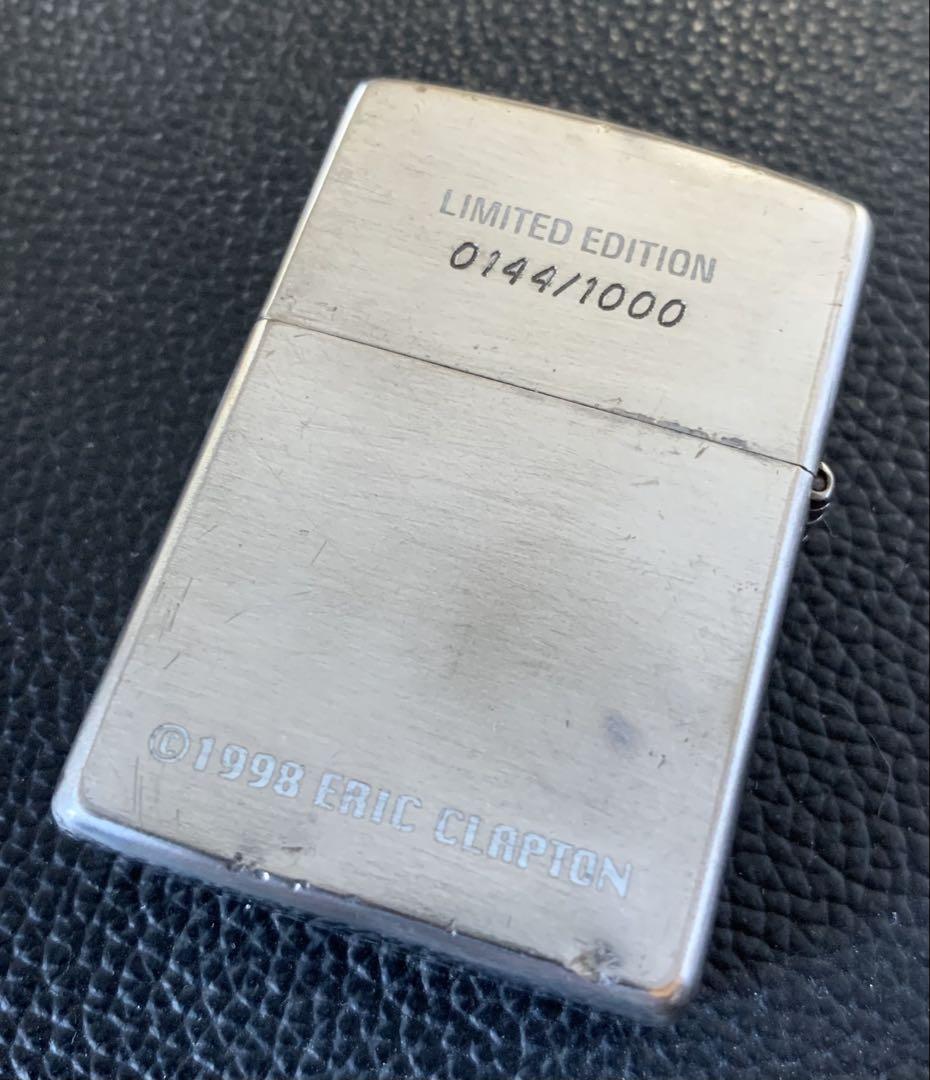 LIMITED EDITION
0144/1000
©1998 ERIC CLAPTON